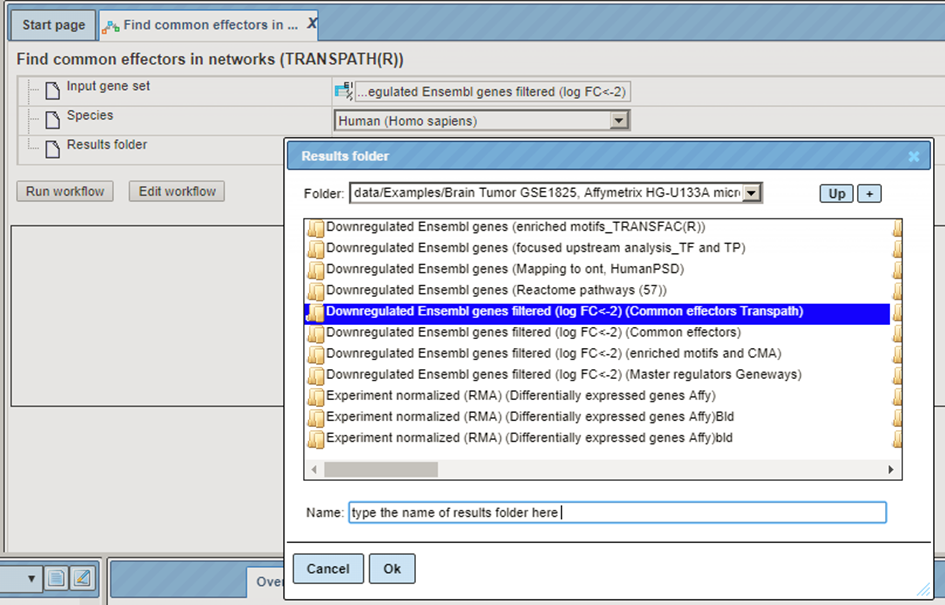 Start page
Find common effectors in ... X
Find common effectors in networks (TRANSPATH(R))
Input gene set
...egulated Ensembl genes filtered (log FC<-2)
Species
Human (Homo sapiens)
Results folder
Run workflow
Edit workflow
Results folder
Folder: data/Examples/Brain Tumor GSE1825, Affymetrix HG-U133A micr
Up +
Downregulated Ensembl genes (enriched motifs_TRANSFAC(R))
Downregulated Ensembl genes (focused upstream analysis_TF and TP)
Downregulated Ensembl genes (Mapping to ont, HumanPSD)
Downregulated Ensembl genes (Reactome pathways (57))
Downregulated Ensembl genes filtered (log FC<-2) (Common effectors Transpath)
Downregulated Ensembl genes filtered (log FC<-2) (Common effectors)
Downregulated Ensembl genes filtered (log FC<-2) (enriched motifs and CMA)
Downregulated Ensembl genes filtered (log FC<-2) (Master regulators Geneways)
Experiment normalized (RMA) (Differentially expressed genes Affy)
Experiment normalized (RMA) (Differentially expressed genes Affy)Bld
Experiment normalized (RMA) (Differentially expressed genes Affy)bld
Name: type the name of results folder here
Cancel
Ok
Over